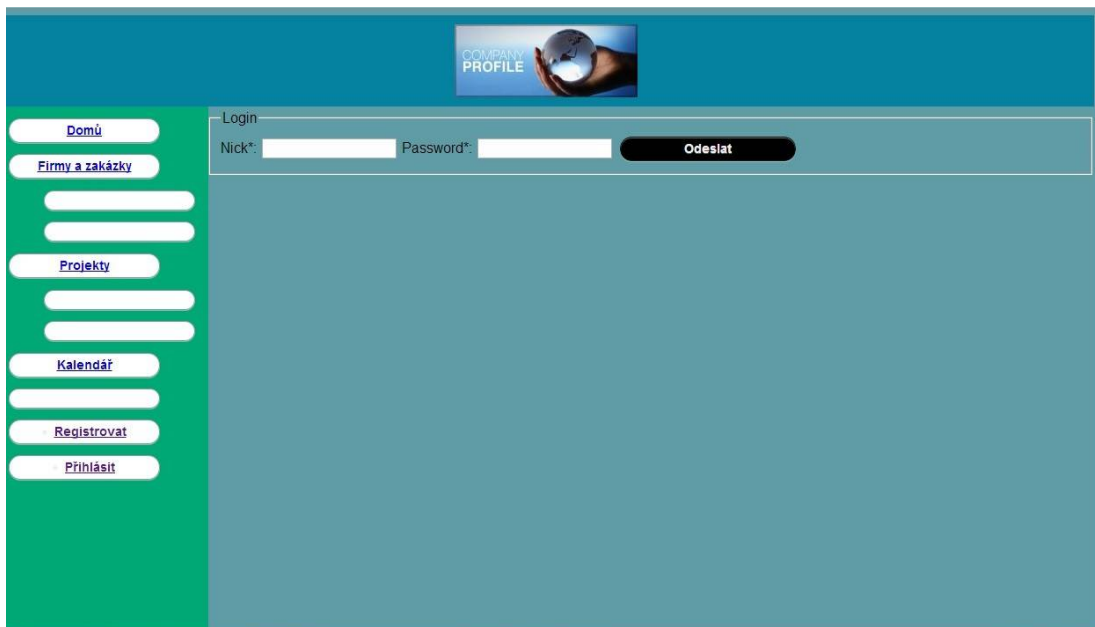 COMPANY
PROFILE
Domů
Firmy a zakázky
Projekty
Kalendář
Registrovat
Přihlásit
Login
Nick*: Password*: Odeslat